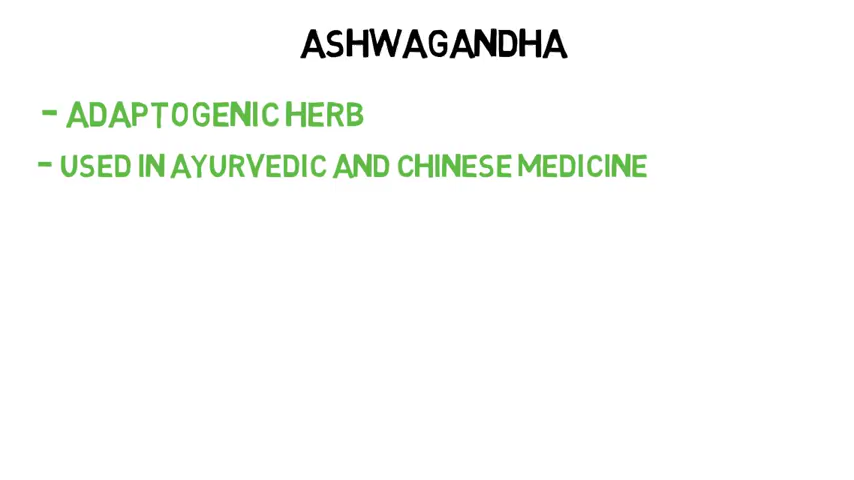 ASHWAGANDHA
- ADAPTOGENIC HERB
- USED IN AYURVEDIC AND CHINESE MEDICINE